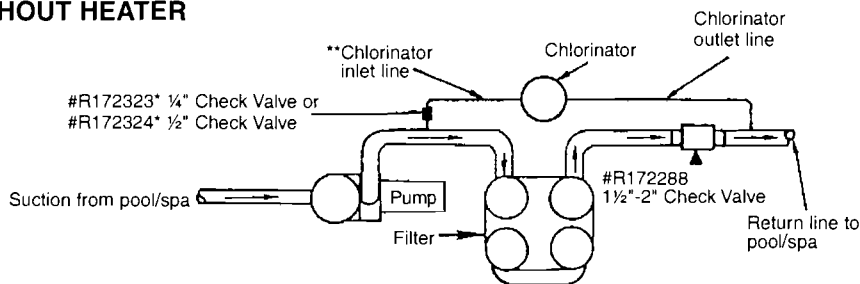 HOUT HEATER
Chlorinator
outlet line
**Chlorinator
inlet line
Chlorinator
#R172323* ¼" Check Valve or
#R172324* ½" Check Valve
Suction from pool/spa
Pump
#R172288
1½"-2" Check Valve
Filter
Return line to
pool/spa